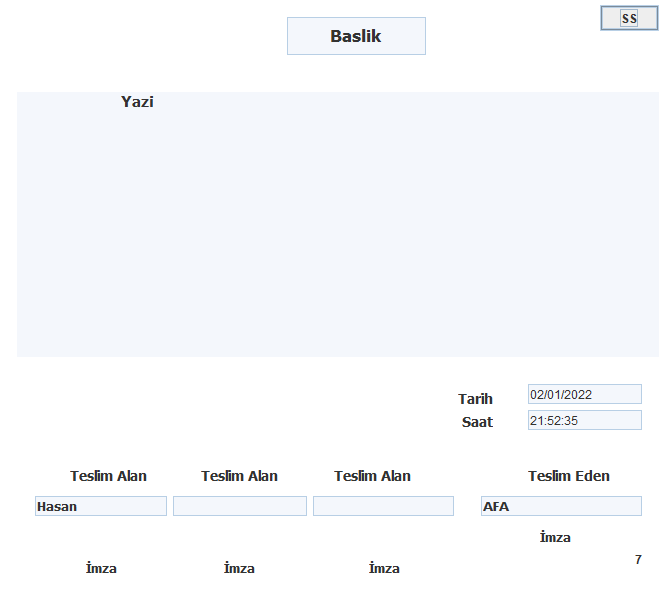 SS
Baslik
Yazi
Tarih 02/01/2022
Saat 21:52:35
Teslim Alan Teslim Alan Teslim Alan Teslim Eden
Hasan AFA
İmza
7
İmza İmza İmza